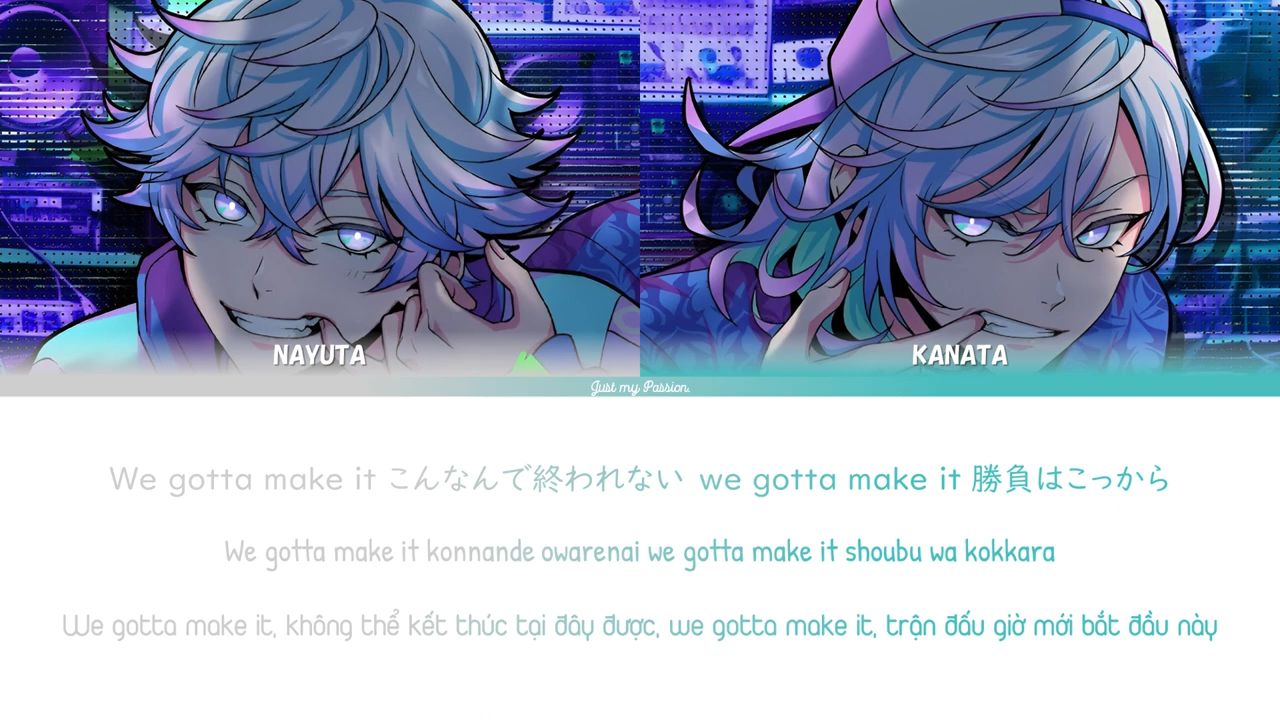 NAYUTA
KANATA
Just my Passion.
We gotta make it こんなんで終われない we gotta make it 勝負はこっから
We gotta make it konnande owarenai we gotta make it shoubu wa kokkara
We gotta make it, không thể kết thúc tại đây được, we gotta make it, trận đấu giờ mới bắt đầu này